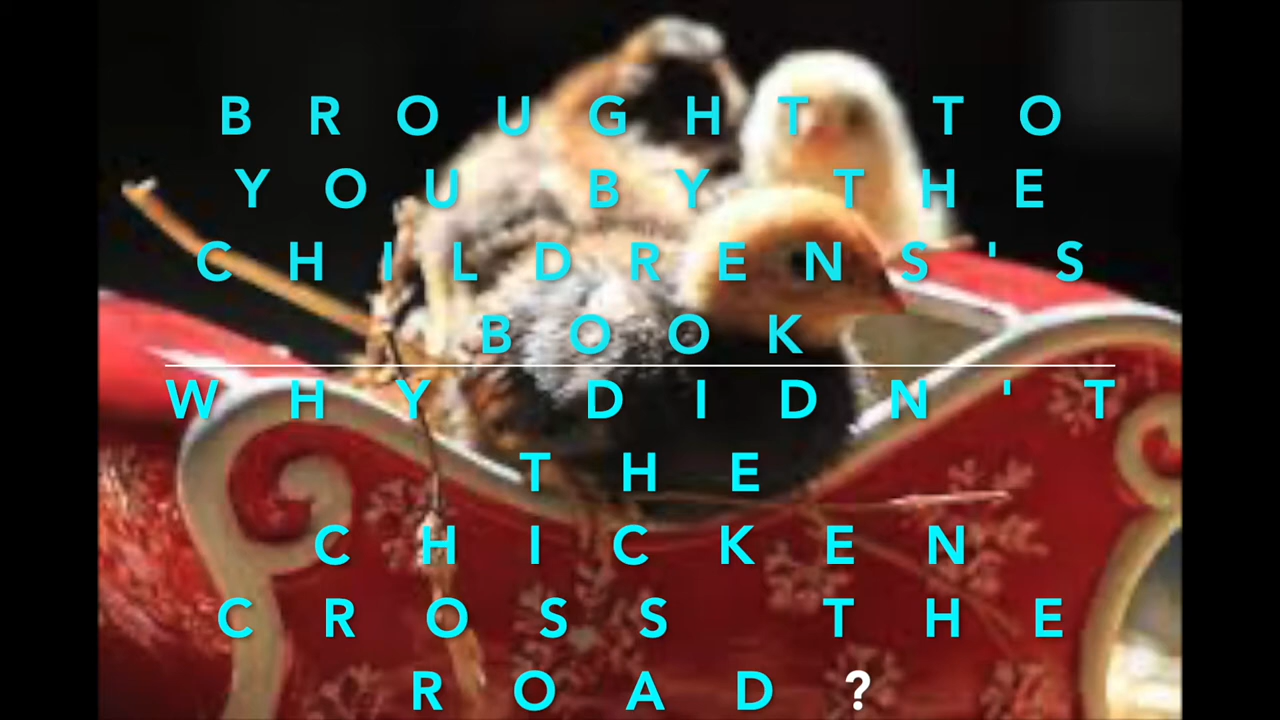 BROUGHT TO
YOU BY THE
CHILDRENS'S
BOOK
WHY DIDN'T
THE
CHICKEN
CROSS THE
ROAD?